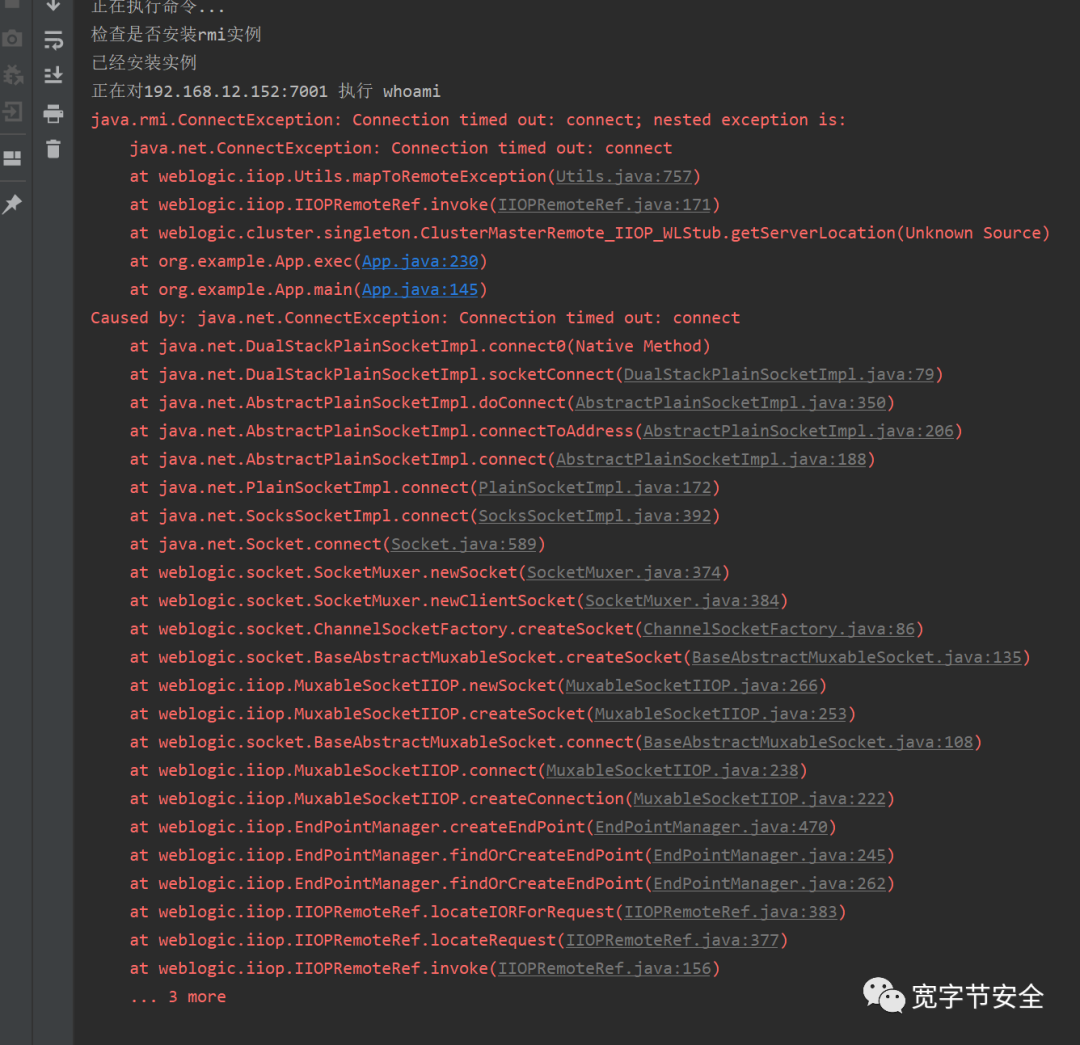 正在执行命令...
检查是否安装rmi实例
已经安装实例
正在对192.168.12.152:7001 执行 whoami
java.rmi.ConnectException: Connection timed out: connect; nested exception is:
java.net.ConnectException: Connection timed out: connect
at weblogic.iiop.Utils.mapToRemoteException(Utils.java:757)
at weblogic.iiop.IIOPRemoteRef.invoke(IIOPRemoteRef.java:171)
at weblogic.cluster.singleton.ClusterMasterRemote_IIOP_WLStub.getServerLocation(Unknown Source)
at org.example.App.exec(App.java:230)
at org.example.App.main(App.java:145)
Caused by: java.net.ConnectException: Connection timed out: connect
at java.net.DualStackPlainSocketImpl.connect0(Native Method)
at java.net.DualStackPlainSocketImpl.socketConnect(DualStackPlainSocketImpl.java:79)
at java.net.AbstractPlainSocketImpl.doConnect(AbstractPlainSocketImpl.java:350)
at java.net.AbstractPlainSocketImpl.connectToAddress(AbstractPlainSocketImpl.java:206)
at java.net.AbstractPlainSocketImpl.connect(AbstractPlainSocketImpl.java:188)
at java.net.PlainSocketImpl.connect(PlainSocketImpl.java:172)
at java.net.SocksSocketImpl.connect(SocksSocketImpl.java:392)
at java.net.Socket.connect(Socket.java:589)
at weblogic.socket.SocketMuxer.newSocket(SocketMuxer.java:374)
at weblogic.socket.SocketMuxer.newClientSocket(SocketMuxer.java:384)
at weblogic.socket.ChannelSocketFactory.createSocket(ChannelSocketFactory.java:86)
at weblogic.socket.BaseAbstractMuxableSocket.createSocket(BaseAbstractMuxableSocket.java:135)
at weblogic.iiop.MuxableSocketIIOP.newSocket(MuxableSocketIIOP.java:266)
at weblogic.iiop.MuxableSocketIIOP.createSocket(MuxableSocketIIOP.java:253)
at weblogic.socket.BaseAbstractMuxableSocket.connect(BaseAbstractMuxableSocket.java:108)
at weblogic.iiop.MuxableSocketIIOP.connect(MuxableSocketIIOP.java:238)
at weblogic.iiop.MuxableSocketIIOP.createConnection(MuxableSocketIIOP.java:222)
at weblogic.iiop.EndPointManager.createEndPoint(EndPointManager.java:470)
at weblogic.iiop.EndPointManager.findOrCreateEndPoint(EndPointManager.java:245)
at weblogic.iiop.EndPointManager.findOrCreateEndPoint(EndPointManager.java:262)
at weblogic.iiop.IIOPRemoteRef.locateIORForRequest(IIOPRemoteRef.java:383)
at weblogic.iiop.IIOPRemoteRef.locateRequest(IIOPRemoteRef.java:377)
at weblogic.iiop.IIOPRemoteRef.invoke(IIOPRemoteRef.java:156)
... 3 more
宽字节安全